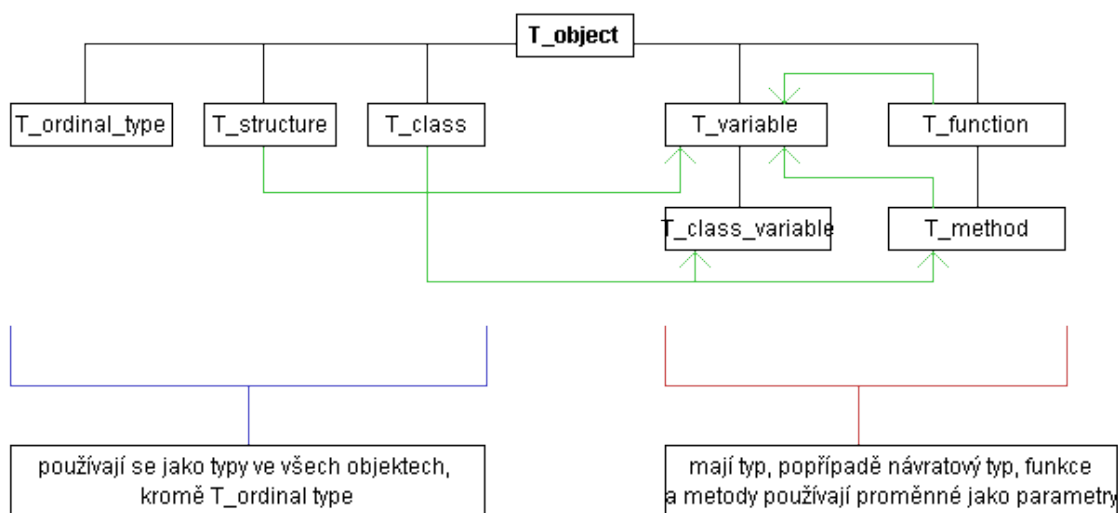 T_object
T_ordinal_type
T_structure
T_class
T_variable
T_function
T_class_variable
T_method
používají se jako typy ve všech objektech,
kromě T_ordinal type
mají typ, popřípadě návratový typ, funkce
a metody používají proměnné jako parametry